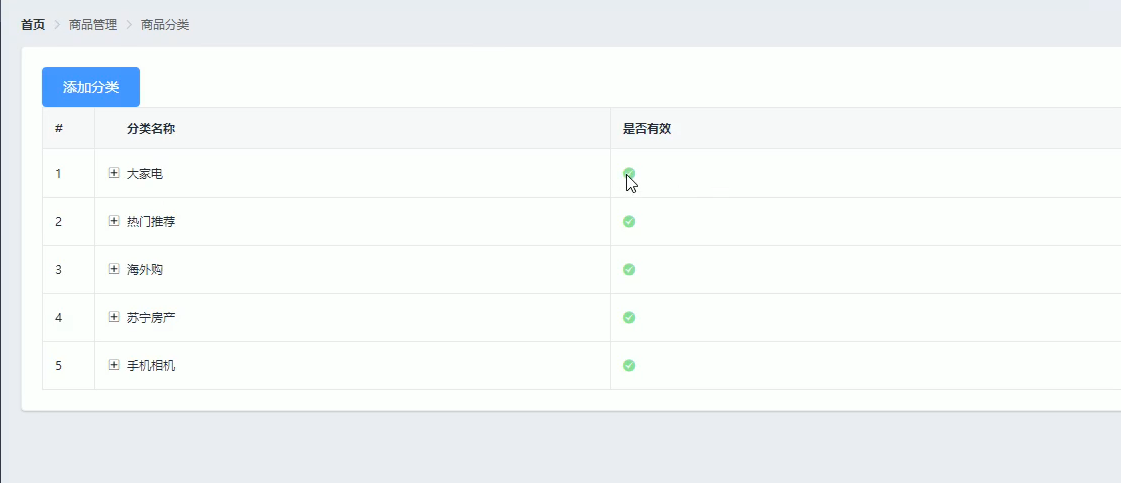 首页 > 商品管理 > 商品分类
添加分类
# 分类名称 是否有效
1 大家电
2 热门推荐
3 海外购
4 苏宁房产
5 手机相机